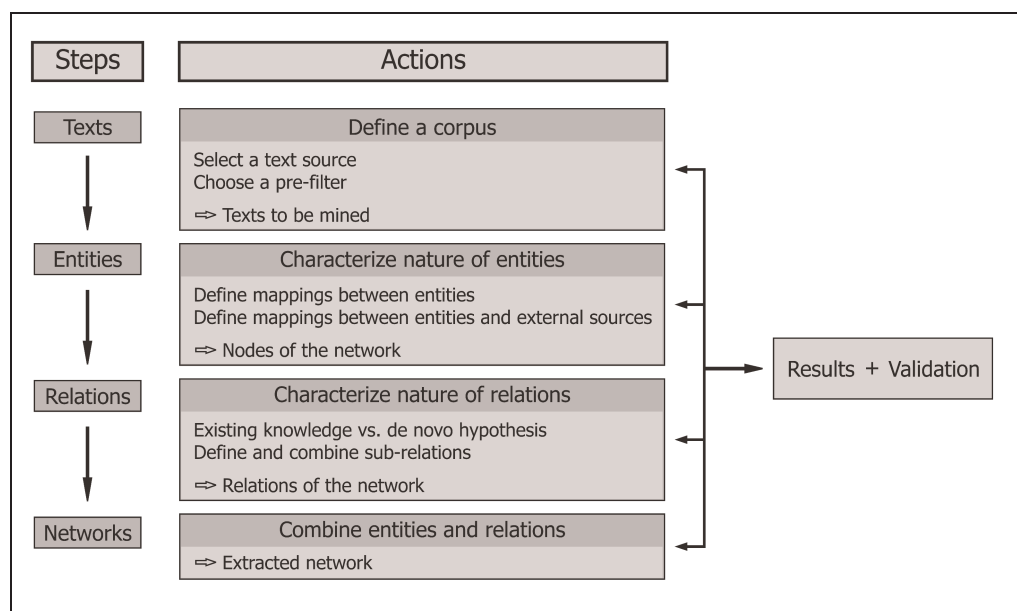 Steps
Actions
Texts
Define a corpus
Select a text source
Choose a pre-filter
⇨ Texts to be mined
Entities
Characterize nature of entities
Define mappings between entities
Define mappings between entities and external sources
⇨ Nodes of the network
Relations
Characterize nature of relations
Existing knowledge vs. de novo hypothesis
Define and combine sub-relations
⇨ Relations of the network
Networks
Combine entities and relations
⇨ Extracted network
Results + Validation